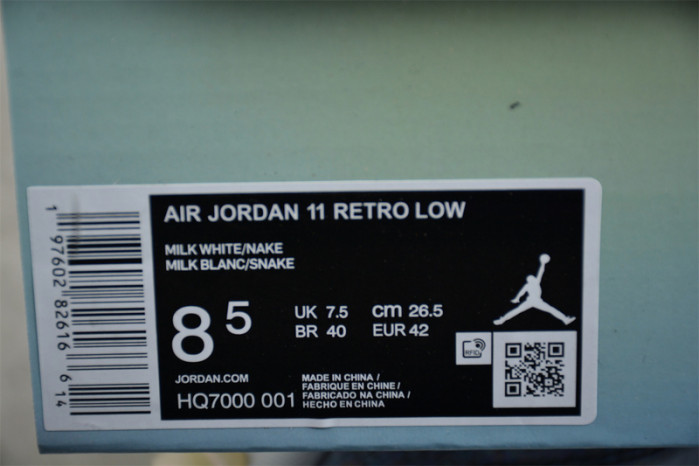 AIR JORDAN 11 RETRO LOW
MILK WHITE/NAKE
MILK BLANC/SNAKE
8 5
UK 7.5 cm 26.5
BR 40 EUR 42
RFID
JORDAN.COM
HQ7000 001
MADE IN CHINA /
FABRIQUE EN CHINE /
FABRICADO NA CHINA /
HECHO EN CHINA
1 97602 82616 6 14